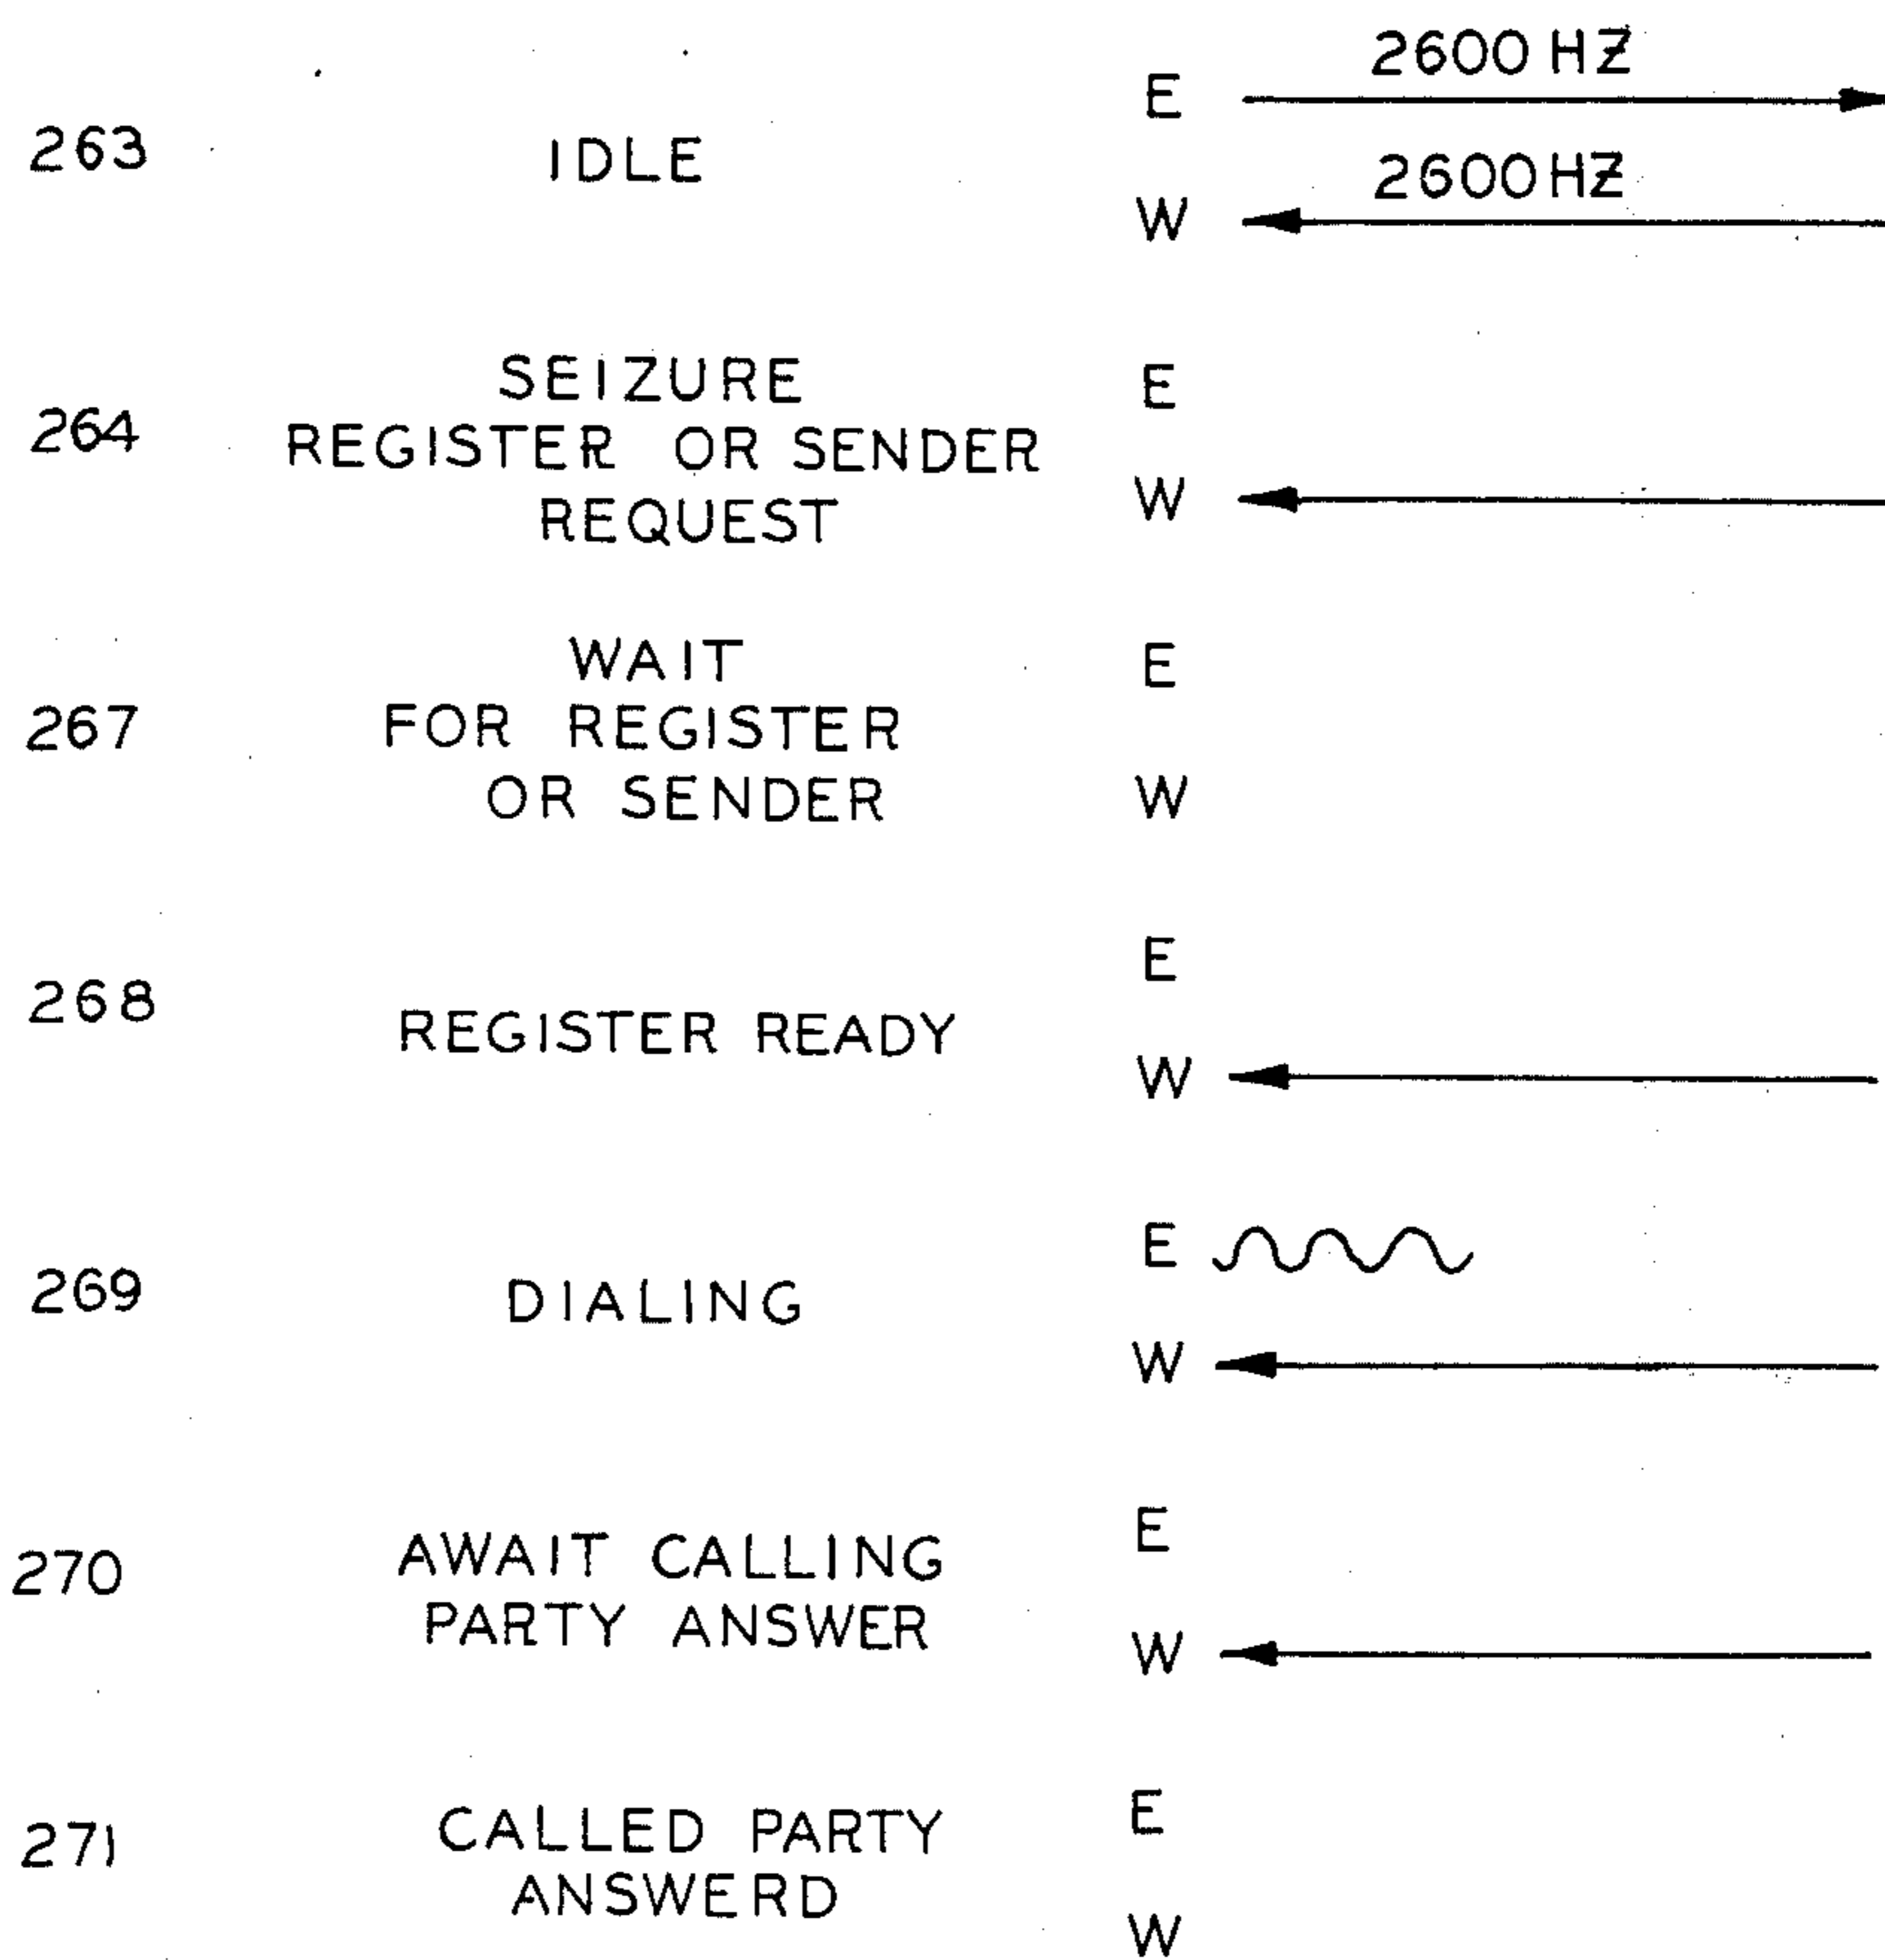 2600 HZ
E
263 IDLE
2600 HZ
W
SEIZURE
E
264
REGISTER OR SENDER
W
REQUEST
WAIT
E
267
FOR REGISTER
OR SENDER
W
E
268
REGISTER READY
W
E
269
DIALING
W
E
270
AWAIT CALLING
PARTY ANSWER
W
E
271
CALLED PARTY
ANSWERD
W